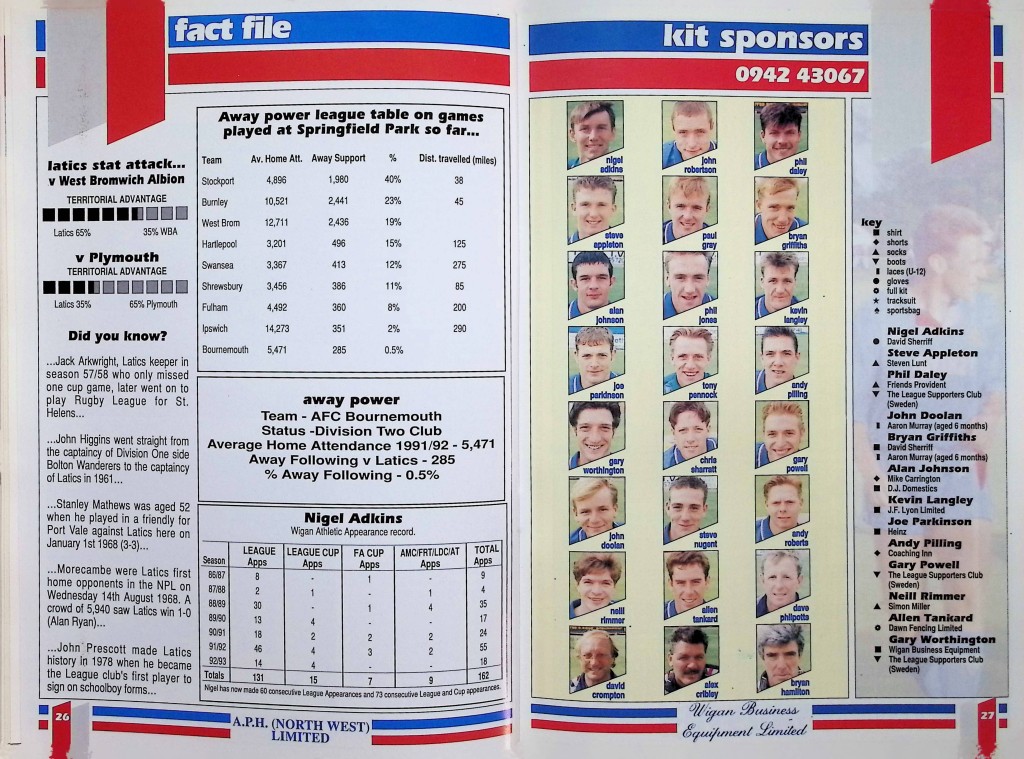 fact file
latics stat attack...
v West Bromwich Albion
TERRITORIAL ADVANTAGE
Latics 65% 35% WBA
v Plymouth
TERRITORIAL ADVANTAGE
Latics 35% 65% Plymouth
Did you know?
...Jack Arkwright, Latics keeper in
season 57/58 who only missed
one cup game, later went on to
play Rugby League for St.
Helens...
...John Higgins went straight from
the captaincy of Division One side
Bolton Wanderers to the captaincy
of Latics in 1961...
...Stanley Mathews was aged 52
when he played in a friendly for
Port Vale against Latics here on
January 1st 1968 (3-3)...
...Morecambe were Latics first
home opponents in the NPL on
Wednesday 14th August 1968. A
crowd of 5,940 saw Latics win 1-0
(Alan Ryan)...
...John Prescott made Latics
history in 1978 when he became
the League club's first player to
sign on schoolboy forms...
Away power league table on games
played at Springfield Park so far...
Team Av. Home Att. Away Support % Dist. travelled (miles)
Stockport 4,896 1,980 40% 38
Burnley 10,521 2,441 23% 45
West Brom 12,711 2,436 19%
Hartlepool 3,201 496 15% 125
Swansea 3,367 413 12% 275
Shrewsbury 3,456 386 11% 85
Fulham 4,492 360 8% 200
Ipswich 14,273 351 2% 290
Bournemouth 5,471 285 0.5%
away power
Team - AFC Bournemouth
Status -Division Two Club
Average Home Attendance 1991/92 - 5,471
Away Following v Latics - 285
% Away Following - 0.5%
Nigel Adkins
Wigan Athletic Appearance record.
Season LEAGUE Apps LEAGUE CUP Apps FA CUP Apps AMC/FRT/LDC/AT Apps TOTAL Apps
86/87 8 - 1 - 9
87/88 2 1 - 1 4
88/89 30 - 1 4 35
89/90 13 4 - - 17
90/91 18 2 2 2 24
91/92 46 4 3 2 55
92/93 14 4 - - 18
Totals 131 15 7 9 162
Nigel has now made 60 consecutive League Appearances and 73 consecutive League and Cup appearances.
26
A.P.H. (NORTH WEST)
LIMITED
kit sponsors
0942 43067
nigel adkins
john robertson
phil daley
steve appleton
paul gray
bryan griffiths
alan johnson
phil jones
kevin langley
joe parkinson
tony pennock
andy pilling
gary worthington
chris sharratt
gary powell
john doolan
steve nugent
andy roberts
neill rimmer
allen tankard
dave philpotts
david crompton
alex cribley
bryan hamilton
key
shirt
shorts
socks
boots
laces (U-12)
gloves
full kit
tracksuit
sportsbag
Nigel Adkins
David Sherriff
Steve Appleton
Steven Lunt
Phil Daley
Friends Provident
The League Supporters Club
(Sweden)
John Doolan
Aaron Murray (aged 6 months)
Bryan Griffiths
David Sherriff
Aaron Murray (aged 6 months)
Alan Johnson
Mike Carrington
D.J. Domestics
Kevin Langley
J.F. Lyon Limited
Joe Parkinson
Heinz
Andy Pilling
Coaching Inn
Gary Powell
The League Supporters Club
(Sweden)
Neill Rimmer
Simon Miller
Allen Tankard
Dawn Fencing Limited
Gary Worthington
Wigan Business Equipment
The League Supporters Club
(Sweden)
Wigan Business
Equipment Limited
27